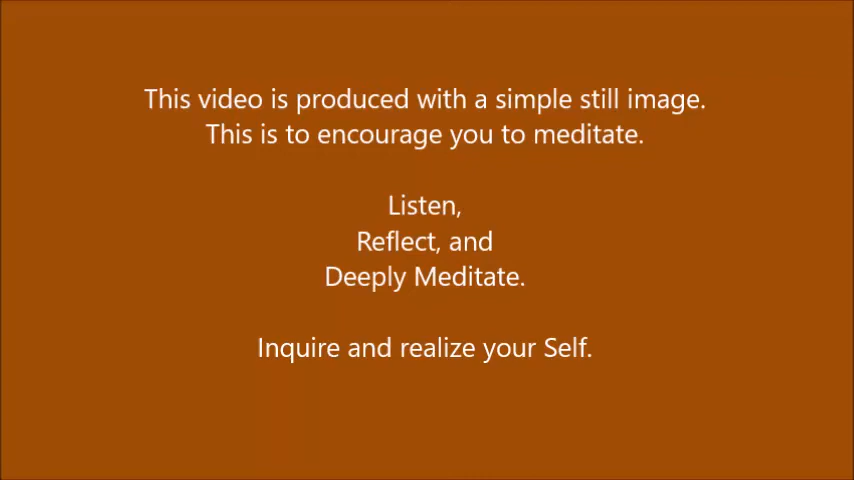 This video is produced with a simple still image.
This is to encourage you to meditate.
Listen,
Reflect, and
Deeply Meditate.
Inquire and realize your Self.